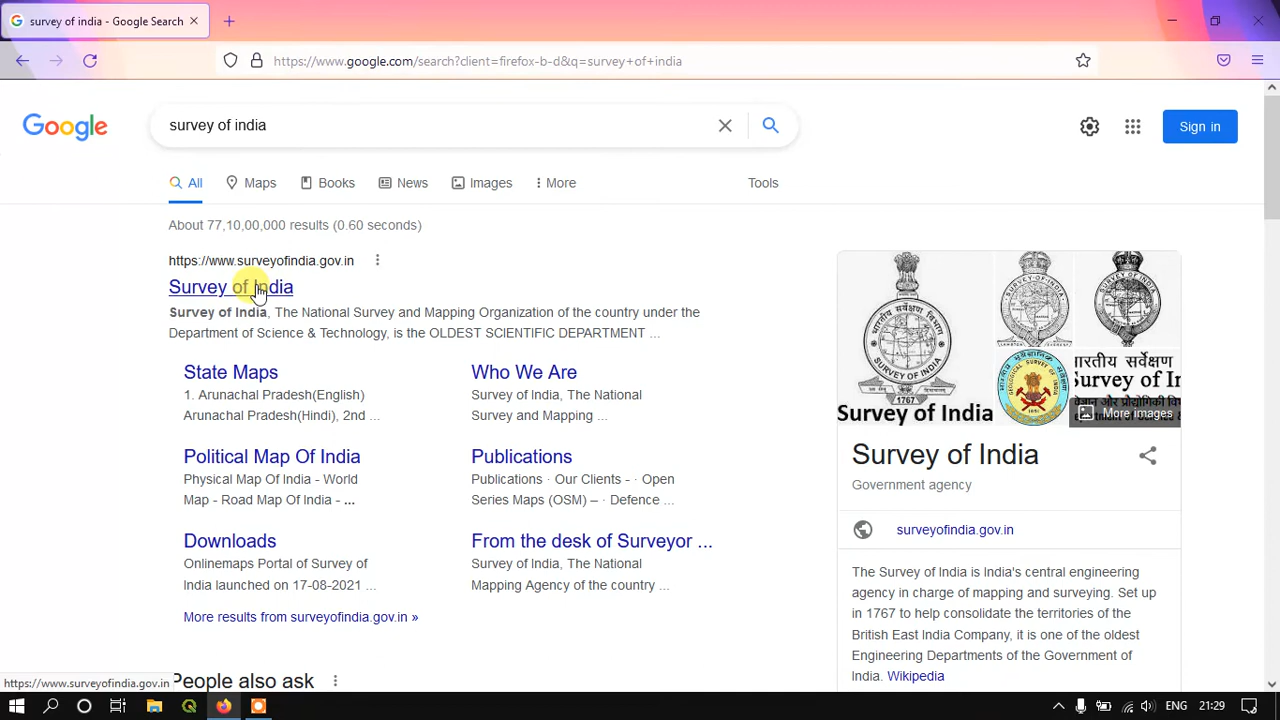 survey of india - Google Search
https://www.google.com/search?client=firefox-b-d&q=survey+of+india
Google
survey of india
Sign in
All
Maps
Books
News
Images
More
Tools
About 77,10,00,000 results (0.60 seconds)
https://www.surveyofindia.gov.in
Survey of India
Survey of India, The National Survey and Mapping Organization of the country under the
Department of Science & Technology, is the OLDEST SCIENTIFIC DEPARTMENT ...
State Maps
1. Arunachal Pradesh(English)
Arunachal Pradesh(Hindi), 2nd ...
Who We Are
Survey of India, The National
Survey and Mapping ...
Political Map Of India
Physical Map Of India - World
Map - Road Map Of India - ...
Publications
Publications · Our Clients - · Open
Series Maps (OSM) – · Defence ...
Downloads
Onlinemaps Portal of Survey of
India launched on 17-08-2021 ...
From the desk of Surveyor ...
Survey of India, The National
Mapping Agency of the country ...
More results from surveyofindia.gov.in »
People also ask
भारतीय सर्वेक्षण विभाग
SURVEY OF INDIA
1767
Survey of India
भारतीय सर्वेक्षण
Survey of In
More images
Survey of India
Government agency
surveyofindia.gov.in
The Survey of India is India's central engineering
agency in charge of mapping and surveying. Set up
in 1767 to help consolidate the territories of the
British East India Company, it is one of the oldest
Engineering Departments of the Government of
India. Wikipedia
https://www.surveyofindia.gov.in
ENG
21:29